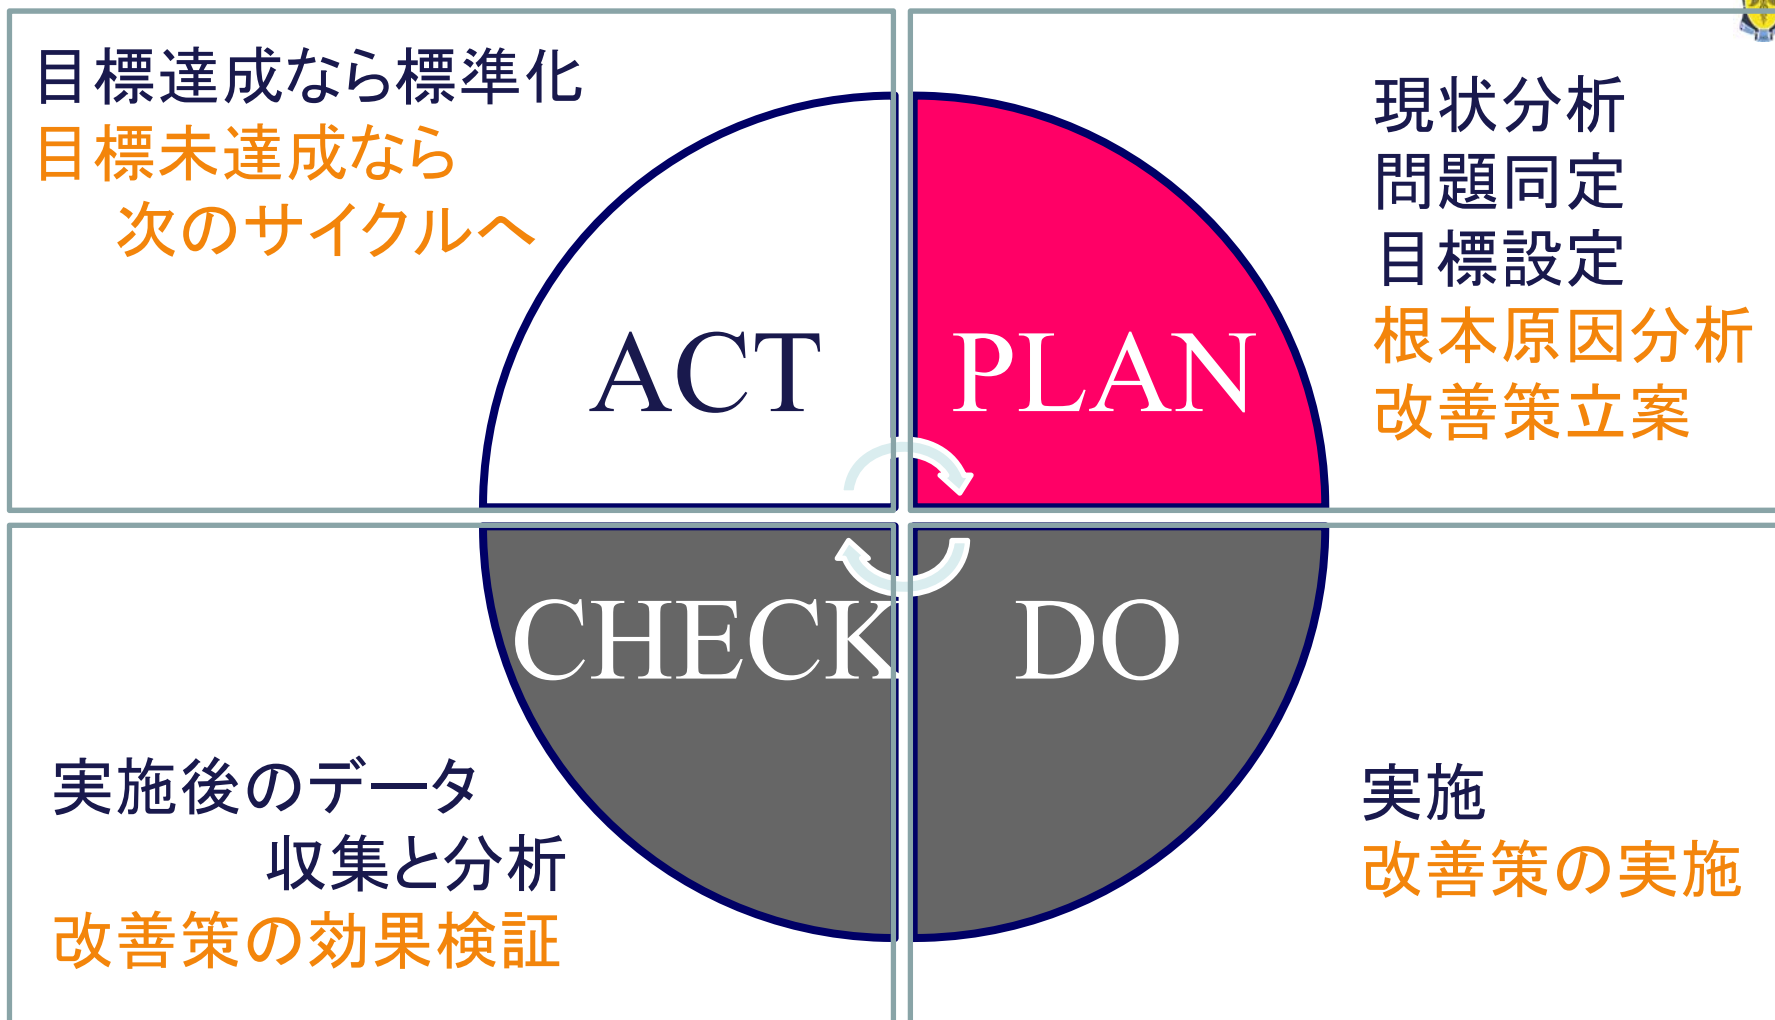 目標達成なら標準化
目標未達成なら
次のサイクルへ
ACT
PLAN
現状分析
問題同定
目標設定
根本原因分析
改善策立案
CHECK
DO
実施後のデータ
収集と分析
改善策の効果検証
実施
改善策の実施